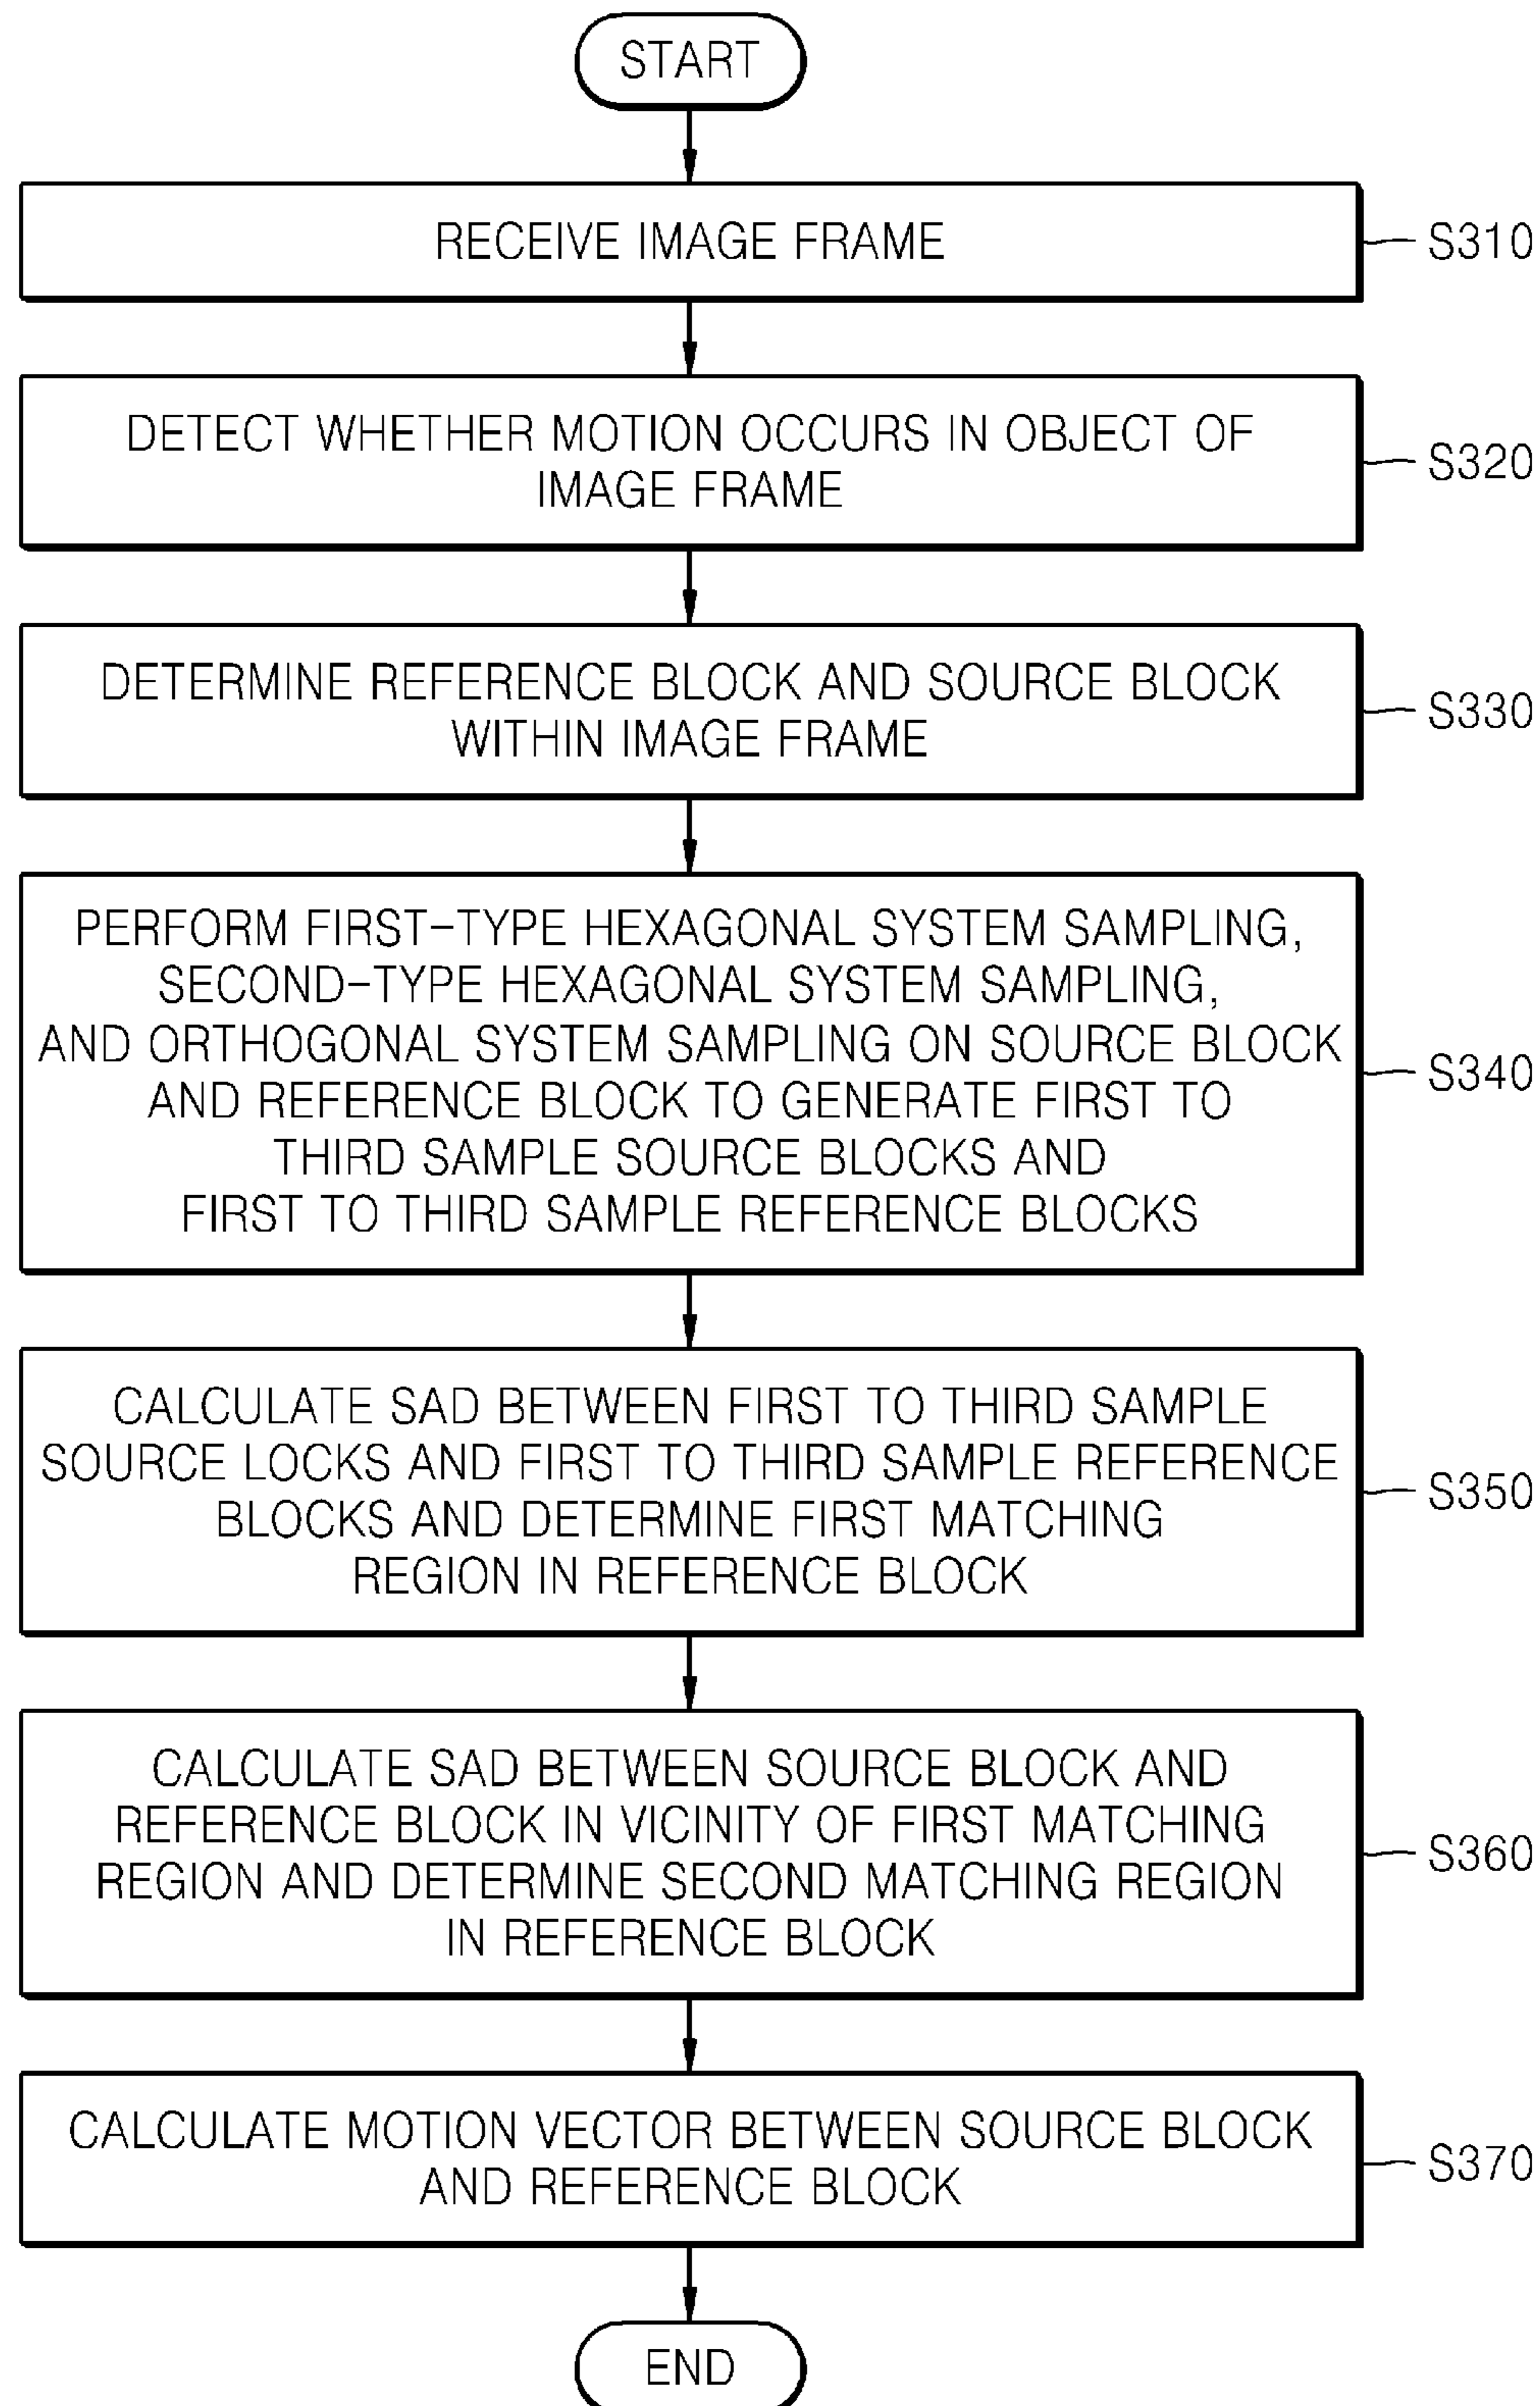 START
RECEIVE IMAGE FRAME
S310
DETECT WHETHER MOTION OCCURS IN OBJECT OF
IMAGE FRAME
S320
DETERMINE REFERENCE BLOCK AND SOURCE BLOCK
WITHIN IMAGE FRAME
S330
PERFORM FIRST-TYPE HEXAGONAL SYSTEM SAMPLING,
SECOND-TYPE HEXAGONAL SYSTEM SAMPLING,
AND ORTHOGONAL SYSTEM SAMPLING ON SOURCE BLOCK
AND REFERENCE BLOCK TO GENERATE FIRST TO
THIRD SAMPLE SOURCE BLOCKS AND
FIRST TO THIRD SAMPLE REFERENCE BLOCKS
S340
CALCULATE SAD BETWEEN FIRST TO THIRD SAMPLE
SOURCE LOCKS AND FIRST TO THIRD SAMPLE REFERENCE
BLOCKS AND DETERMINE FIRST MATCHING
REGION IN REFERENCE BLOCK
S350
CALCULATE SAD BETWEEN SOURCE BLOCK AND
REFERENCE BLOCK IN VICINITY OF FIRST MATCHING
REGION AND DETERMINE SECOND MATCHING REGION
IN REFERENCE BLOCK
S360
CALCULATE MOTION VECTOR BETWEEN SOURCE BLOCK
AND REFERENCE BLOCK
S370
END